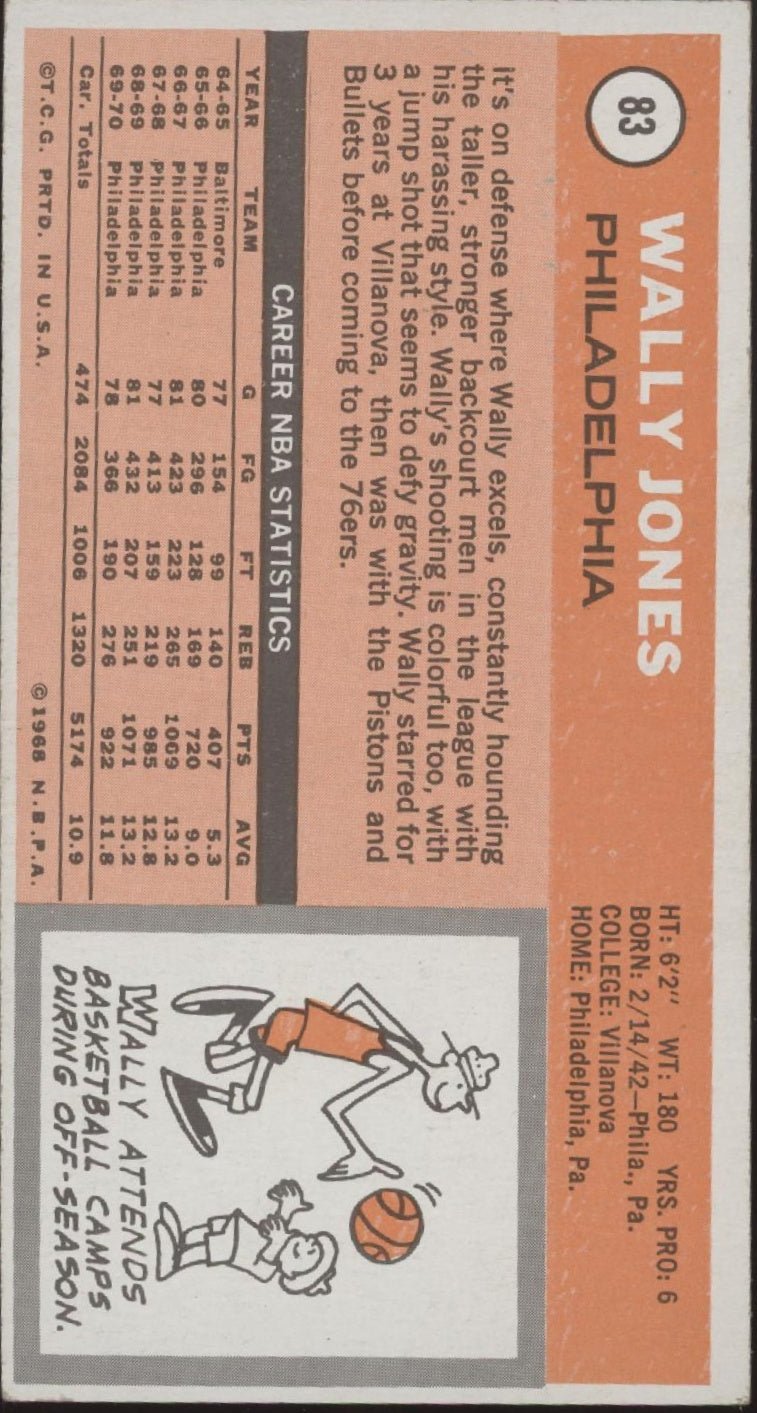 83
WALLY JONES
PHILADELPHIA
HT: 6'2" WT: 180 YRS. PRO: 6
BORN: 2/14/42—Phila., Pa.
COLLEGE: Villanova
HOME: Philadelphia, Pa.
It's on defense where Wally excels, constantly hounding
the taller, stronger backcourt men in the league with
his harassing style. Wally's shooting is colorful too, with
a jump shot that seems to defy gravity. Wally starred for
3 years at Villanova, then was with the Pistons and
Bullets before coming to the 76ers.
CAREER NBA STATISTICS
YEAR TEAM G FG FT REB PTS AVG
64-65 Baltimore 77 154 99 140 407 5.3
65-66 Philadelphia 80 296 128 169 720 9.0
66-67 Philadelphia 81 423 223 265 1069 13.2
67-68 Philadelphia 77 413 159 219 985 12.8
68-69 Philadelphia 81 432 207 251 1071 13.2
69-70 Philadelphia 78 366 190 276 922 11.8
Car. Totals 474 2084 1006 1320 5174 10.9
©T.C.G. PRTD. IN U.S.A. ©1968 N.B.P.A.
WALLY ATTENDS
BASKETBALL CAMPS
DURING OFF-SEASON.